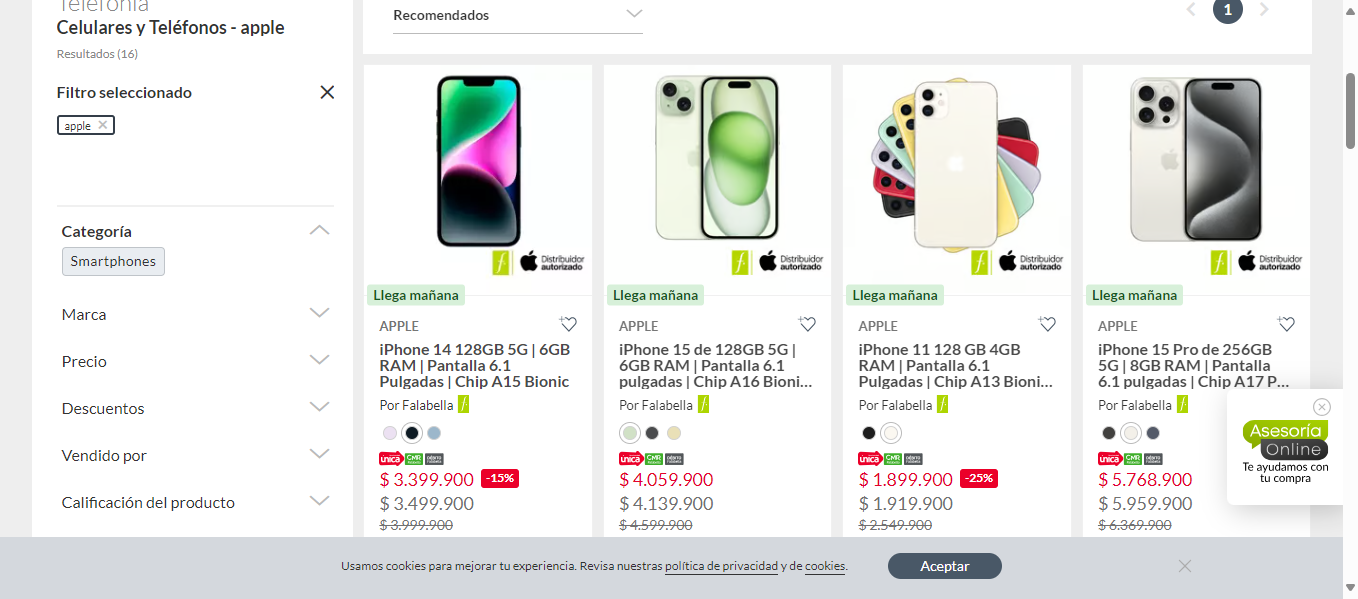 Telefonía
Celulares y Teléfonos - apple
Resultados (16)
Filtro seleccionado
apple
Categoría
Smartphones
Marca
Precio
Descuentos
Vendido por
Calificación del producto
Recomendados
1
Distribuidor
autorizado
Llega mañana
APPLE
iPhone 14 128GB 5G | 6GB
RAM | Pantalla 6.1
Pulgadas | Chip A15 Bionic
Por Falabella
unica CMR
$ 3.399.900 -15%
$ 3.499.900
$ 3.999.900
Distribuidor
autorizado
Llega mañana
APPLE
iPhone 15 de 128GB 5G |
6GB RAM | Pantalla 6.1
pulgadas | Chip A16 Bioni...
Por Falabella
unica CMR
$ 4.059.900
$ 4.139.900
$ 4.599.900
Distribuidor
autorizado
Llega mañana
APPLE
iPhone 11 128 GB 4GB
RAM | Pantalla 6.1
Pulgadas | Chip A13 Bioni...
Por Falabella
unica CMR
$ 1.899.900 -25%
$ 1.919.900
$ 2.549.900
Distribuidor
autorizado
Llega mañana
APPLE
iPhone 15 Pro de 256GB
5G | 8GB RAM | Pantalla
6.1 pulgadas | Chip A17 P...
Por Falabella
unica CMR
$ 5.768.900
$ 5.959.900
$ 6.369.900
Asesoría
Online
Te ayudamos con
tu compra
Usamos cookies para mejorar tu experiencia. Revisa nuestras política de privacidad y de cookies.
Aceptar